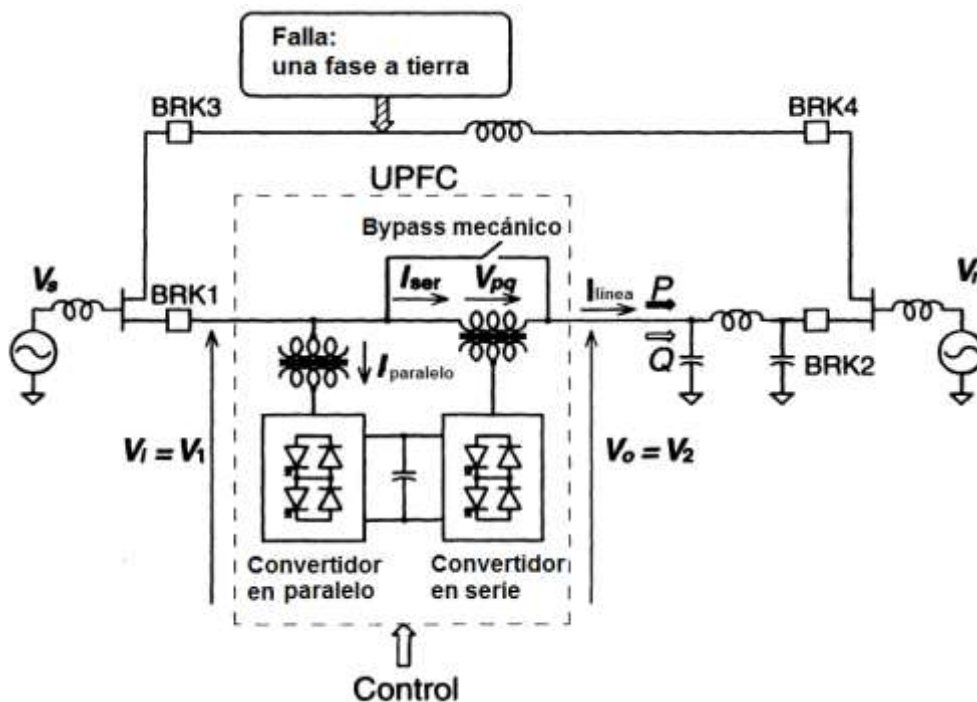 Falla:
una fase a tierra
BRK3
BRK4
UPFC
Bypass mecánico
Vs
BRK1
Iser
Vpq
Ilínea
P
Vr
Q
BRK2
Iparalelo
Vi = V1
Vo = V2
Convertidor
en paralelo
Convertidor
en serie
Control